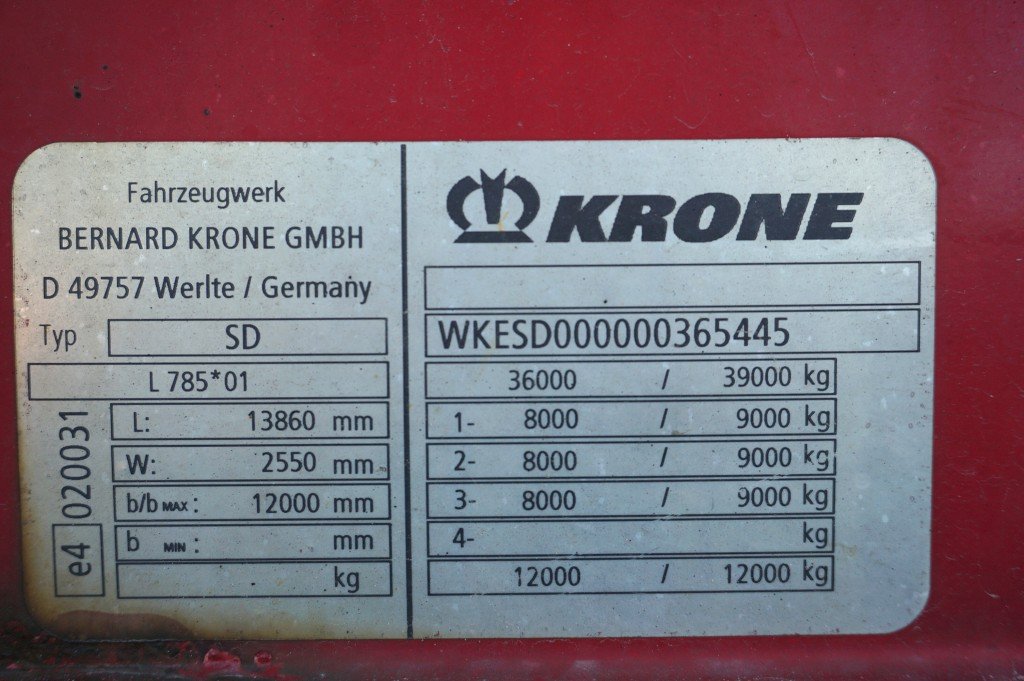 Fahrzeugwerk
BERNARD KRONE GMBH
D 49757 Werlte / Germany
Typ SD
L 785*01
L: 13860 mm
W: 2550 mm
b/b MAX : 12000 mm
b MIN : mm
kg
e4 020031
KRONE
WKESD000000365445
36000 / 39000 kg
1- 8000 / 9000 kg
2- 8000 / 9000 kg
3- 8000 / 9000 kg
4- kg
12000 / 12000 kg